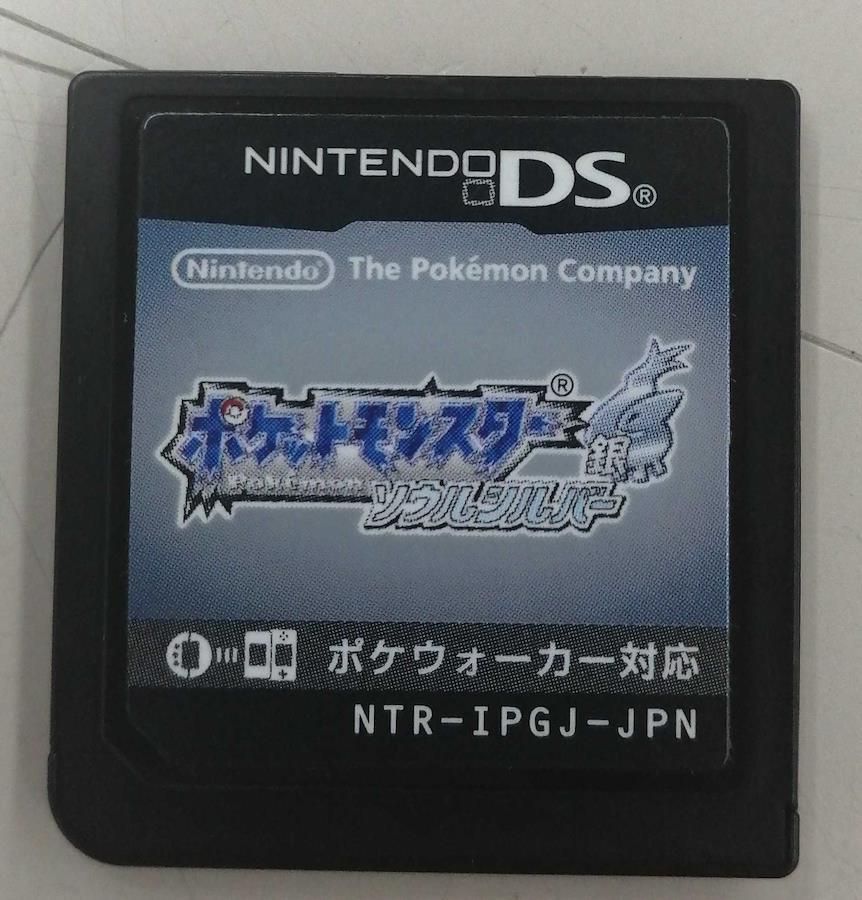 NINTENDO DS®
Nintendo® The Pokémon Company
ポケットモンスター®
Pokémon
銀
ソウルシルバー
ポケウォーカー対応
NTR-IPGJ-JPN